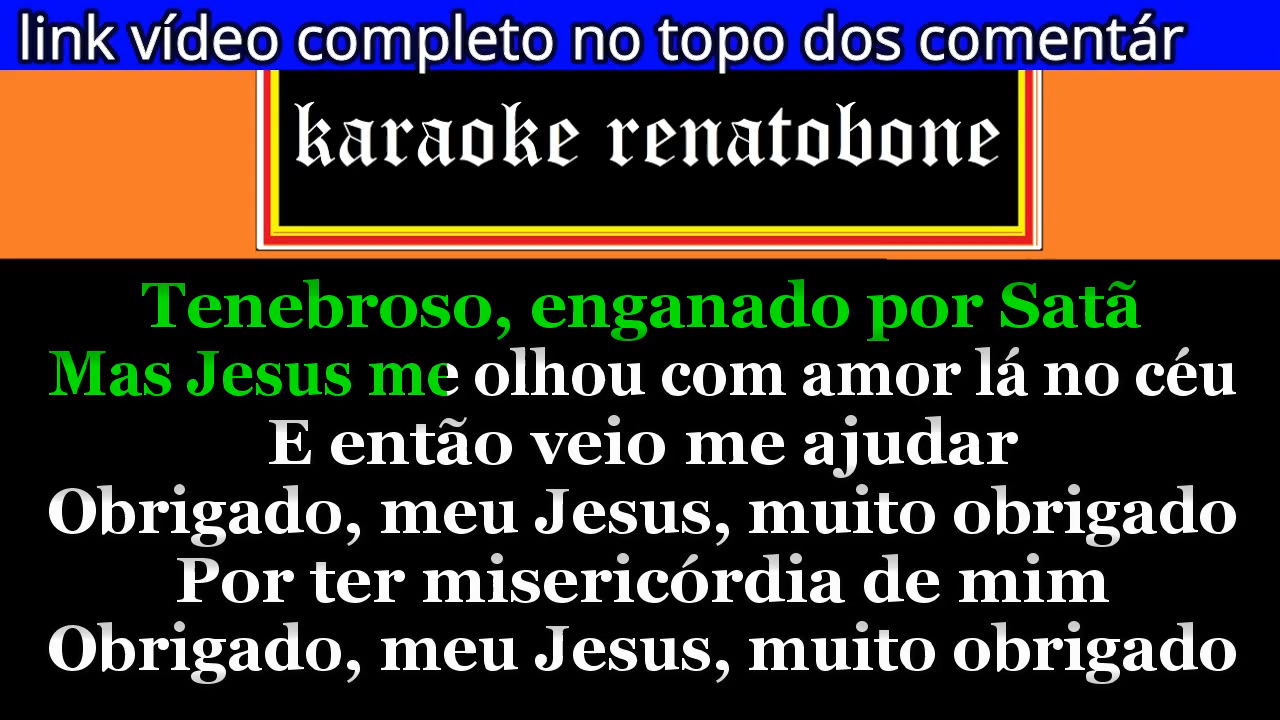 link vídeo completo no topo dos comentár
karaoke renatobone
Tenebroso, enganado por Satã
Mas Jesus me olhou com amor lá no céu
E então veio me ajudar
Obrigado, meu Jesus, muito obrigado
Por ter misericórdia de mim
Obrigado, meu Jesus, muito obrigado